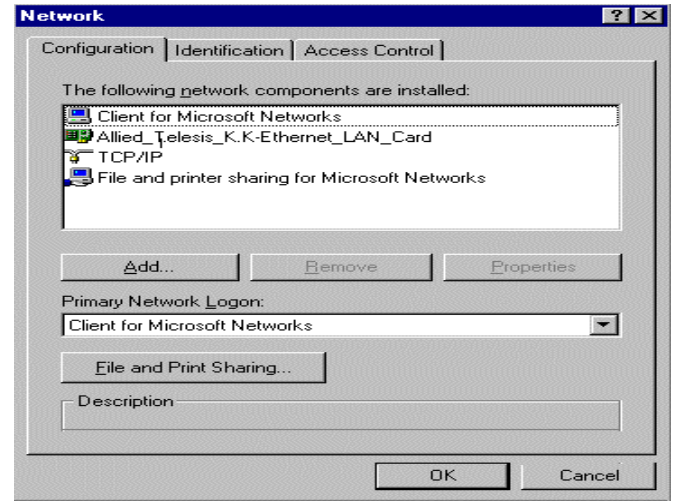 Network
Configuration Identification Access Control
The following network components are installed:
Client for Microsoft Networks
Allied_Telesis_K.K-Ethernet_LAN_Card
TCP/IP
File and printer sharing for Microsoft Networks
Add... Remove Properties
Primary Network Logon:
Client for Microsoft Networks
File and Print Sharing...
Description
OK Cancel